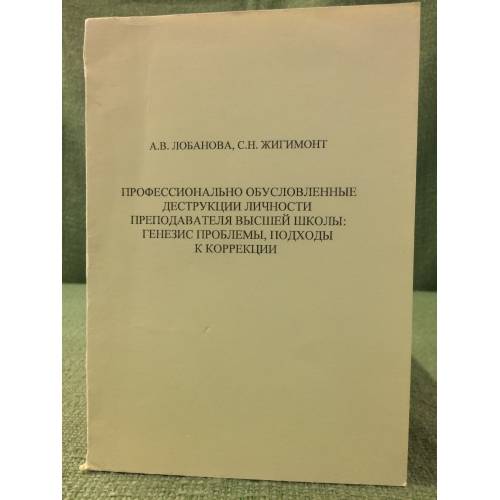 А.В. ЛОБАНОВА, С.Н. ЖИГИМОНТ
ПРОФЕССИОНАЛЬНО ОБУСЛОВЛЕННЫЕ
ДЕСТРУКЦИИ ЛИЧНОСТИ
ПРЕПОДАВАТЕЛЯ ВЫСШЕЙ ШКОЛЫ:
ГЕНЕЗИС ПРОБЛЕМЫ, ПОДХОДЫ
К КОРРЕКЦИИ